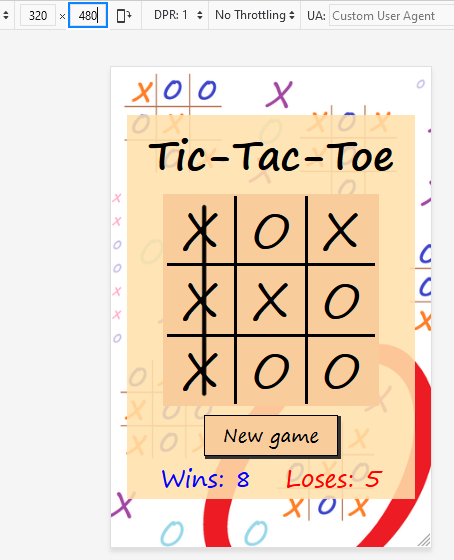 320 × 480 DPR: 1 No Throttling UA: Custom User Agent
Tic-Tac-Toe
X O X
X X O
X O O
New game
Wins: 8 Loses: 5